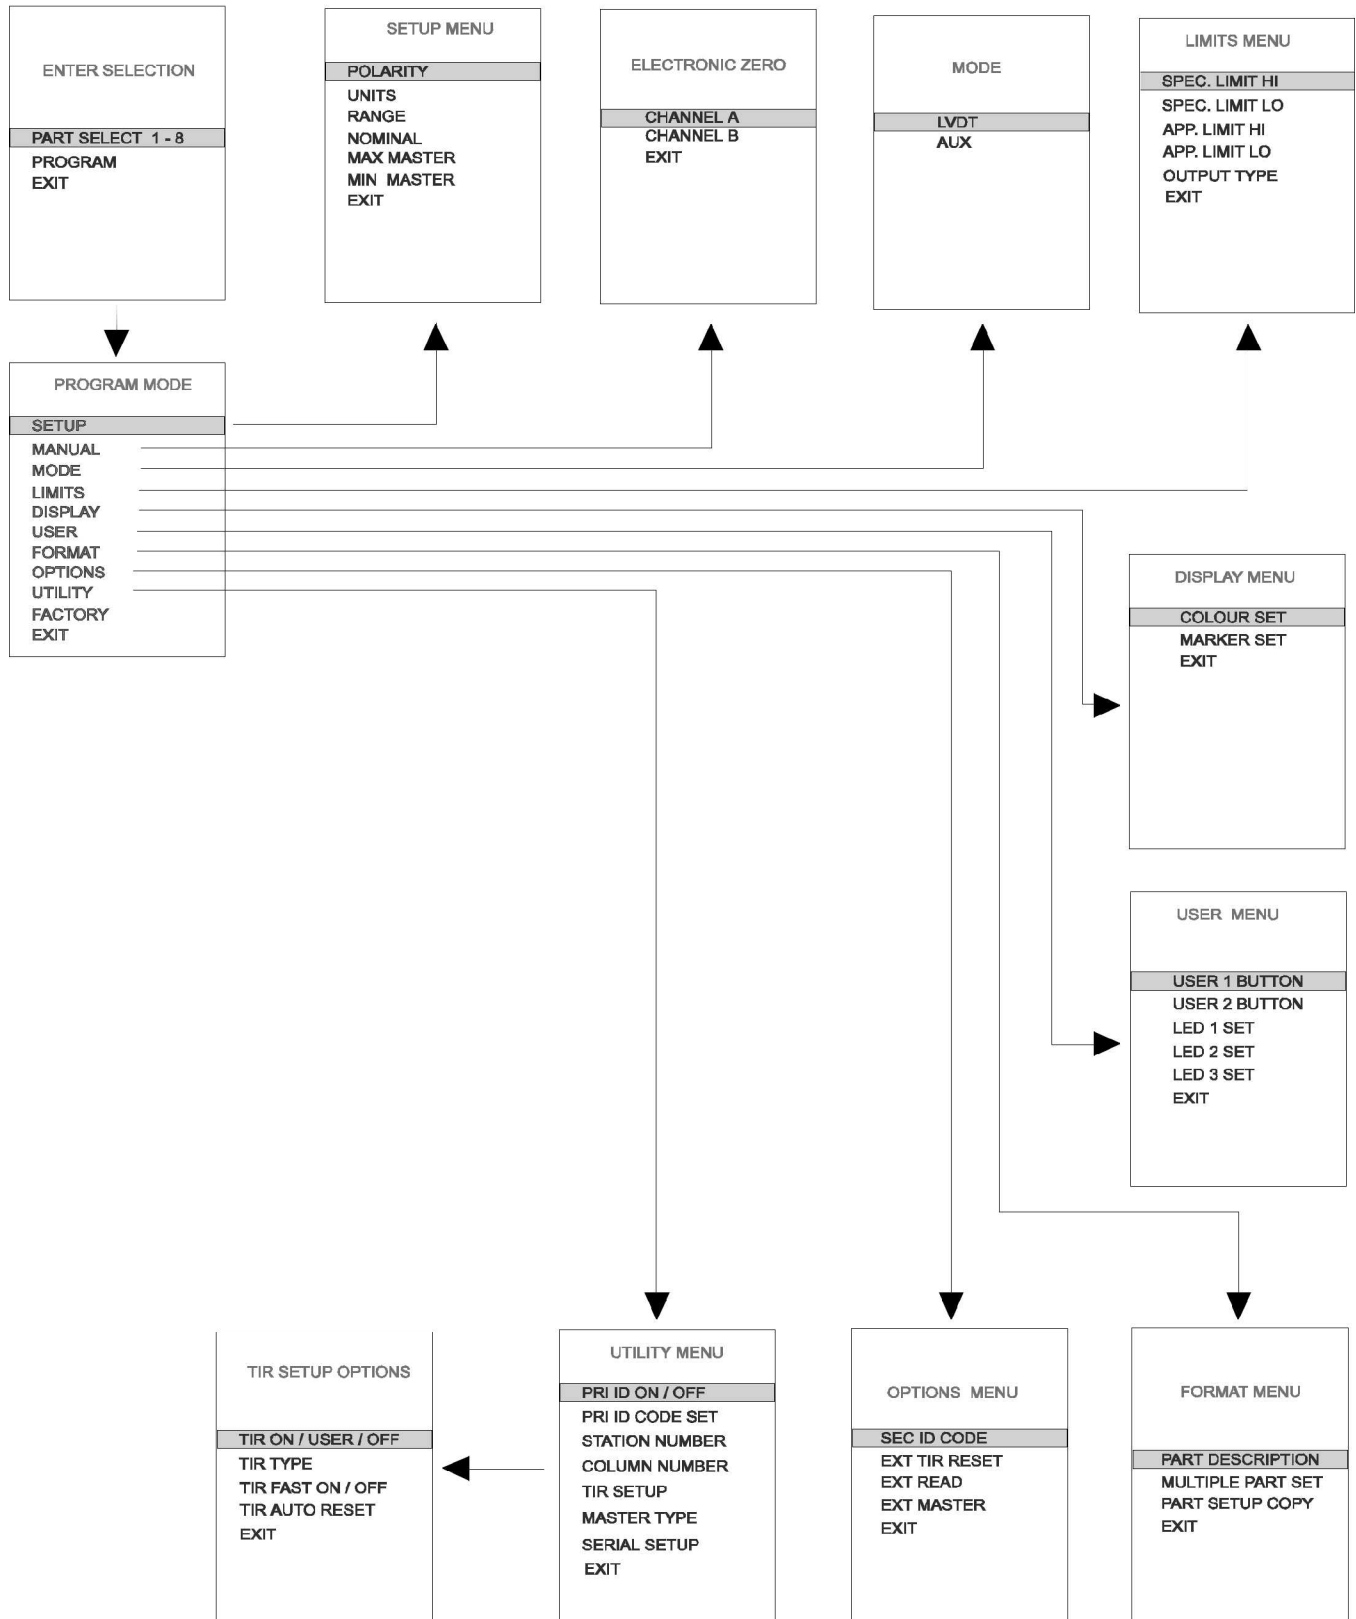 ENTER SELECTION
PART SELECT 1 - 8
PROGRAM
EXIT
SETUP MENU
POLARITY
UNITS
RANGE
NOMINAL
MAX MASTER
MIN MASTER
EXIT
ELECTRONIC ZERO
CHANNEL A
CHANNEL B
EXIT
MODE
LVDT
AUX
LIMITS MENU
SPEC. LIMIT HI
SPEC. LIMIT LO
APP. LIMIT HI
APP. LIMIT LO
OUTPUT TYPE
EXIT
PROGRAM MODE
SETUP
MANUAL
MODE
LIMITS
DISPLAY
USER
FORMAT
OPTIONS
UTILITY
FACTORY
EXIT
DISPLAY MENU
COLOUR SET
MARKER SET
EXIT
USER MENU
USER 1 BUTTON
USER 2 BUTTON
LED 1 SET
LED 2 SET
LED 3 SET
EXIT
TIR SETUP OPTIONS
TIR ON / USER / OFF
TIR TYPE
TIR FAST ON / OFF
TIR AUTO RESET
EXIT
UTILITY MENU
PRI ID ON / OFF
PRI ID CODE SET
STATION NUMBER
COLUMN NUMBER
TIR SETUP
MASTER TYPE
SERIAL SETUP
EXIT
OPTIONS MENU
SEC ID CODE
EXT TIR RESET
EXT READ
EXT MASTER
EXIT
FORMAT MENU
PART DESCRIPTION
MULTIPLE PART SET
PART SETUP COPY
EXIT